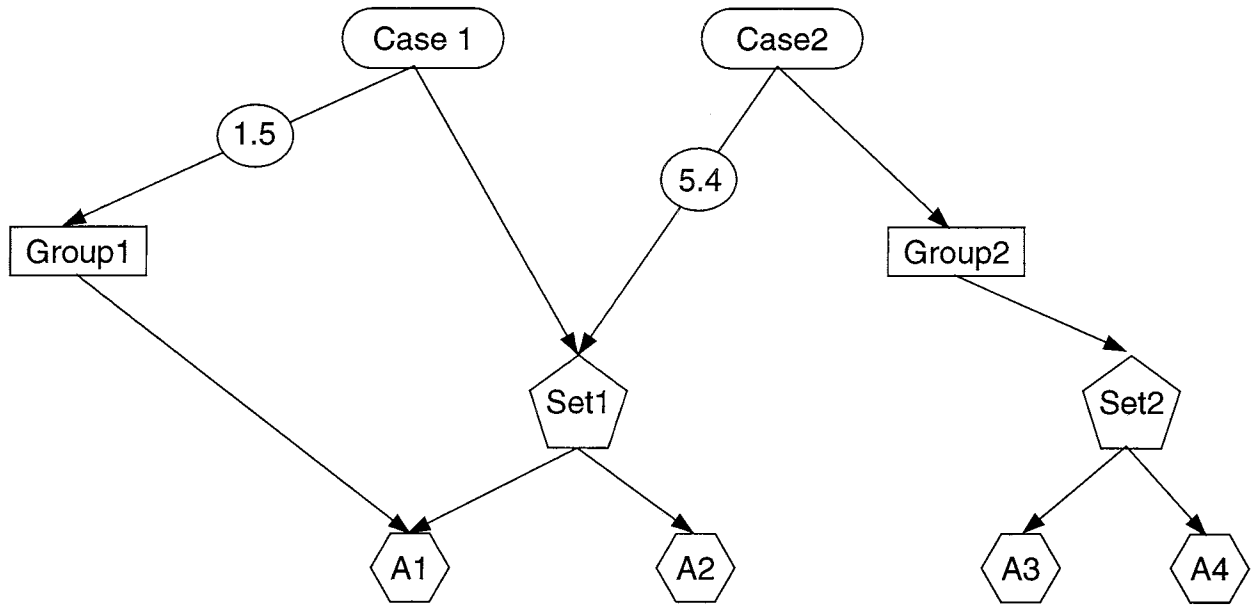 Case 1
Case2
1.5
5.4
Group1
Group2
Set1
Set2
A1
A2
A3
A4